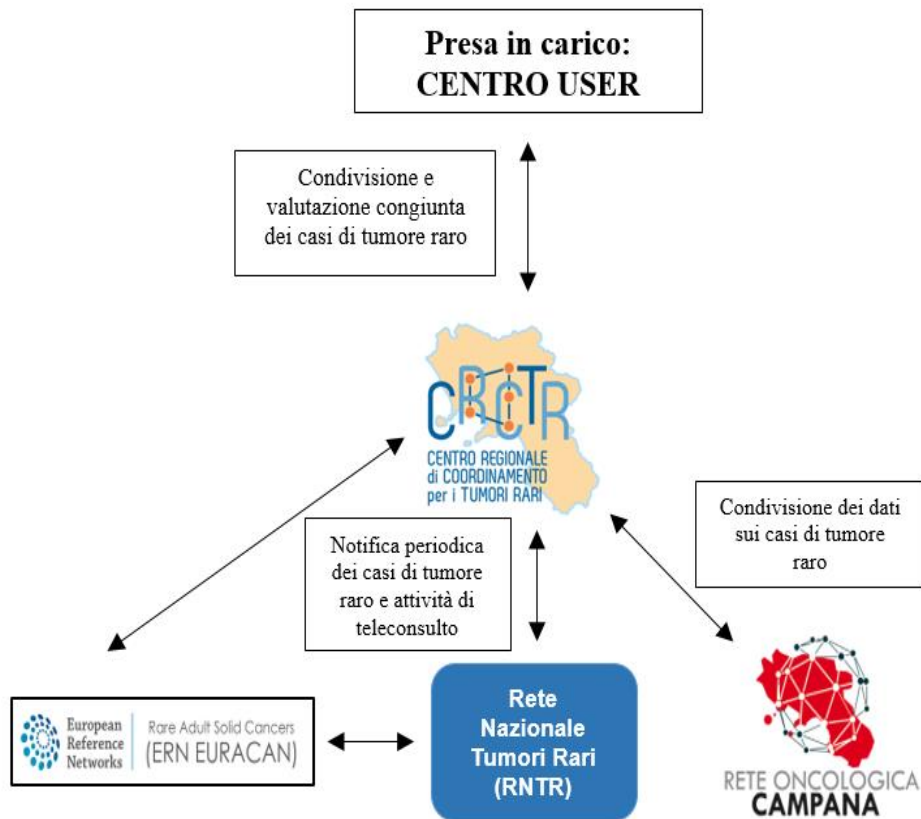 Presa in carico:
CENTRO USER
Condivisione e
valutazione congiunta
dei casi di tumore raro
CRCTR
CENTRO REGIONALE
di COORDINAMENTO
per i TUMORI RARI
Condivisione dei dati
sui casi di tumore
raro
Notifica periodica
dei casi di tumore
raro e attività di
teleconsulto
European
Reference
Networks
Rare Adult Solid Cancers
(ERN EURACAN)
Rete
Nazionale
Tumori Rari
(RNTR)
RETE ONCOLOGICA
CAMPANA